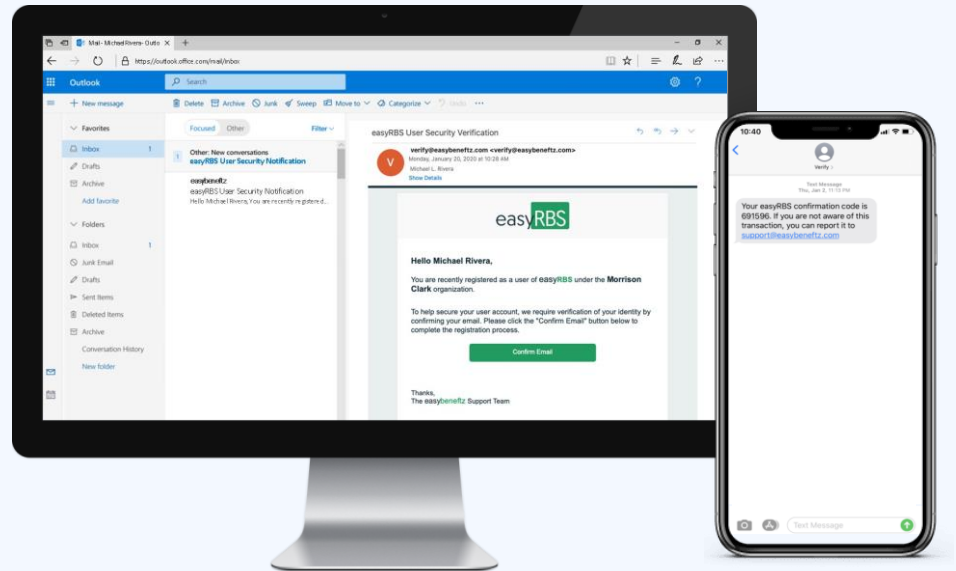 Mail - Michael Rivera - Outlo
https://outlook.office.com/mail/inbox
Outlook
Search
New message
Delete
Archive
Junk
Sweep
Move to
Categorize
Undo
Favorites
Inbox 1
Drafts
Archive
Add favorite
Folders
Inbox 1
Junk Email
Drafts
Sent Items
Deleted Items
Archive
Conversation History
New folder
Focused
Other
Filter
1
Other: New conversations
easyRBS User Security Notification
easybeneftz
easyRBS User Security Notification
Hello Michael Rivera, You are recently registered...
easyRBS User Security Verification
V
verify@easybeneftz.com <verify@easybeneftz.com>
Monday, January 20, 2020 at 10:28 AM
Michael L. Rivera
Show Details
easyRBS
Hello Michael Rivera,
You are recently registered as a user of easyRBS under the Morrison
Clark organization.
To help secure your user account, we require verification of your identity by
confirming your email. Please click the "Confirm Email" button below to
complete the registration process.
Confirm Email
Thanks,
The easybeneftz Support Team
10:40
Verify
Text Message
Thu, Jan 2, 11:13 PM
Your easyRBS confirmation code is
691596. If you are not aware of this
transaction, you can report it to
support@easybeneftz.com
Text Message